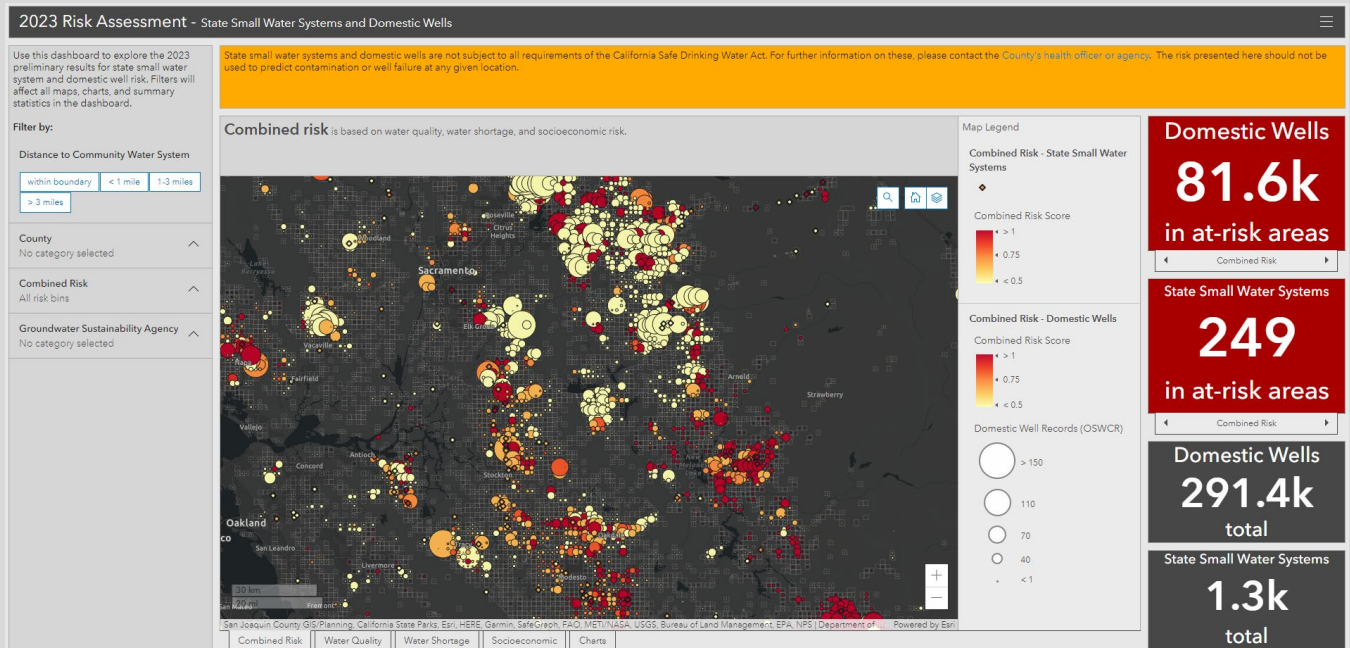 2023 Risk Assessment - State Small Water Systems and Domestic Wells
Use this dashboard to explore the 2023
preliminary results for state small water
system and domestic well risk. Filters will
affect all maps, charts, and summary
statistics in the dashboard.
Filter by:
Distance to Community Water System
within boundary
< 1 mile
1-3 miles
> 3 miles
County
No category selected
Combined Risk
All risk bins
Groundwater Sustainability Agency
No category selected
State small water systems and domestic wells are not subject to all requirements of the California Safe Drinking Water Act. For further information on these, please contact the County's health officer or agency. The risk presented here should not be
used to predict contamination or well failure at any given location.
Combined risk is based on water quality, water shortage, and socioeconomic risk.
Roseville
Citrus
Heights
Woodland
Lake
Berryessa
Sacramento
Elk Grove
Vacaville
Napa
Fairfield
Arnold
Strawberry
Vallejo
Antioch
Concord
Stockton
New
Melones
Lake
Oakland
co
San Leandro
Livermore
Modesto
30 km
20 mi
San Mateo
Fremont
San Joaquin County GIS/Planning, California State Parks, Esri, HERE, Garmin, SafeGraph, FAO, METI/NASA, USGS, Bureau of Land Management, EPA, NPS | Department of ...
Powered by Esri
Combined Risk
Water Quality
Water Shortage
Socioeconomic
Charts
Map Legend
Combined Risk - State Small Water
Systems
Combined Risk Score
> 1
0.75
< 0.5
Combined Risk - Domestic Wells
Combined Risk Score
> 1
0.75
< 0.5
Domestic Well Records (OSWCR)
> 150
110
70
40
< 1
Domestic Wells
81.6k
in at-risk areas
Combined Risk
State Small Water Systems
249
in at-risk areas
Combined Risk
Domestic Wells
291.4k
total
State Small Water Systems
1.3k
total